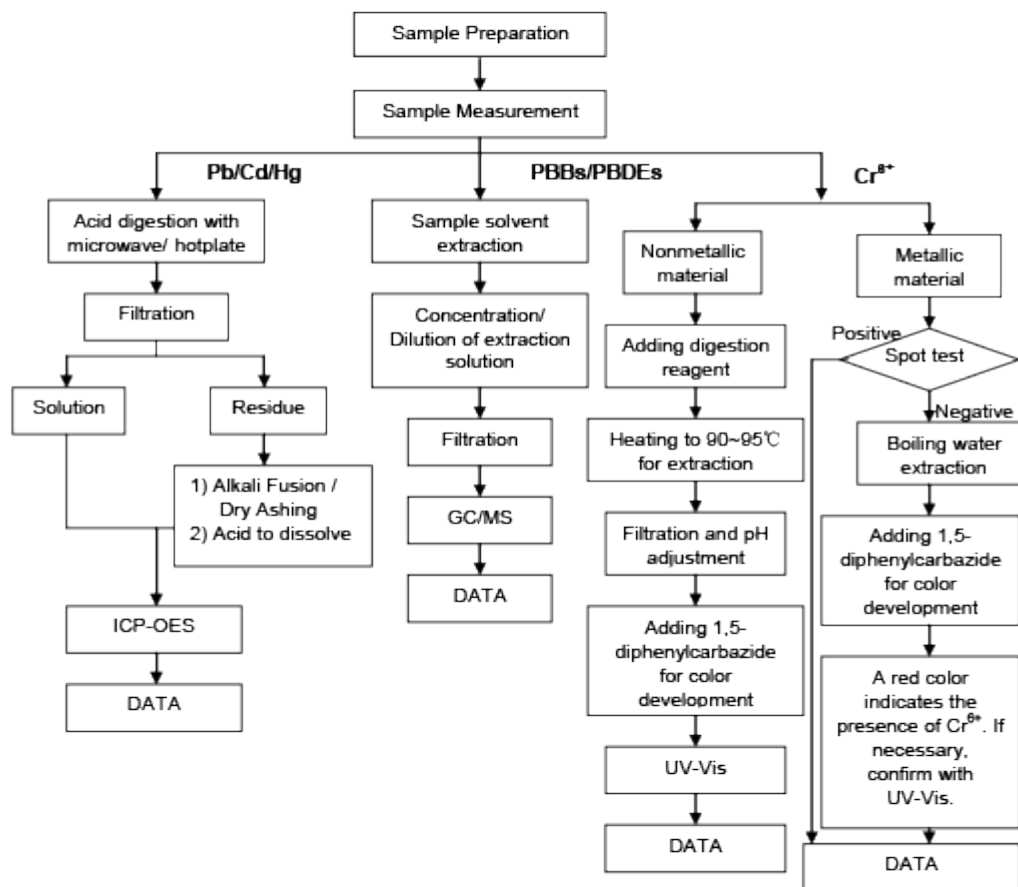 Sample Preparation
Sample Measurement
Pb/Cd/Hg
PBBs/PBDEs
Cr⁶⁺
Acid digestion with
microwave/ hotplate
Filtration
Solution
Residue
1) Alkali Fusion /
Dry Ashing
2) Acid to dissolve
ICP-OES
DATA
Sample solvent
extraction
Concentration/
Dilution of extraction
solution
Filtration
GC/MS
DATA
Nonmetallic
material
Adding digestion
reagent
Heating to 90~95℃
for extraction
Filtration and pH
adjustment
Adding 1,5-
diphenylcarbazide
for color
development
UV-Vis
DATA
Metallic
material
Positive
Spot test
Negative
Boiling water
extraction
Adding 1,5-
diphenylcarbazide
for color
development
A red color
indicates the
presence of Cr⁶⁺. If
necessary,
confirm with
UV-Vis.
DATA